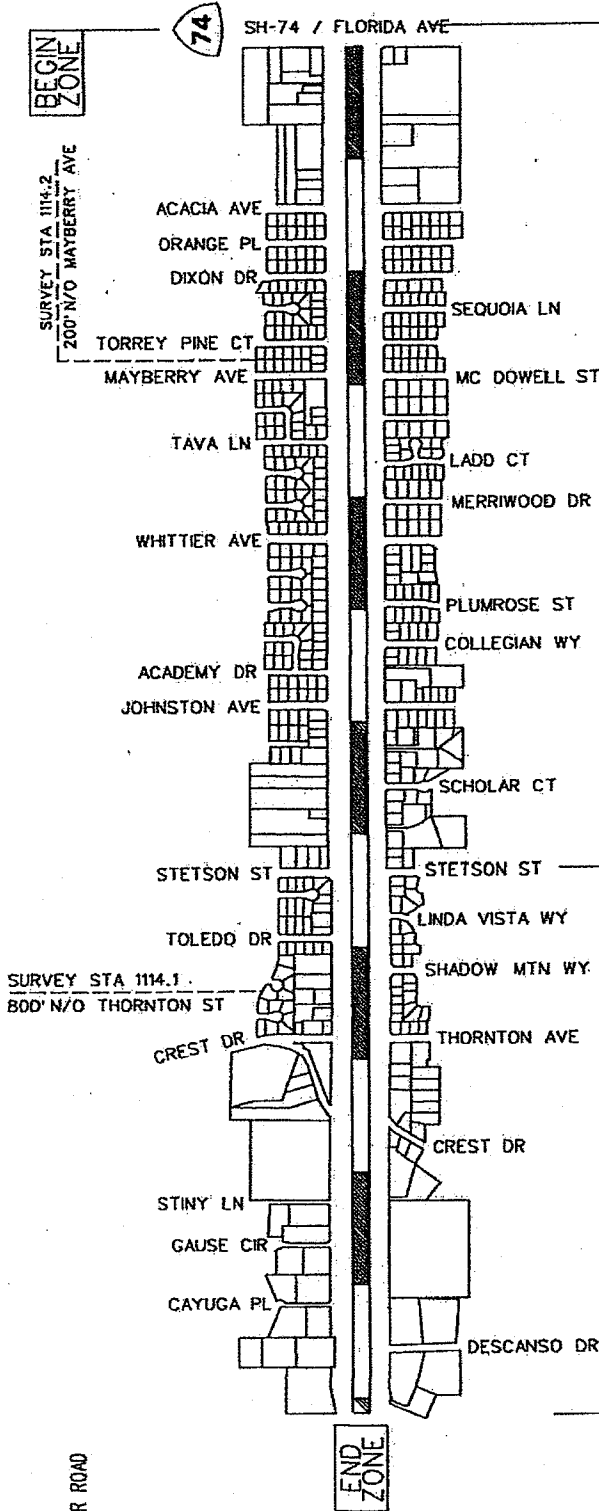 74
SH-74 / FLORIDA AVE
BEGIN
ZONE
SURVEY STA 1114.2
200' N/O MAYBERRY AVE
ACACIA AVE
ORANGE PL
DIXON DR
SEQUOIA LN
TORREY PINE CT
MAYBERRY AVE
MC DOWELL ST
TAVA LN
LADD CT
MERRIWOOD DR
WHITTIER AVE
PLUMROSE ST
COLLEGIAN WY
ACADEMY DR
JOHNSTON AVE
SCHOLAR CT
STETSON ST
STETSON ST
LINDA VISTA WY
TOLEDO DR
SHADOW MTN WY
SURVEY STA 1114.1
800' N/O THORNTON ST
THORNTON AVE
CREST DR
CREST DR
STINY LN
GAUSE CIR
CAYUGA PL
DESCANSO DR
END
ZONE
R ROAD